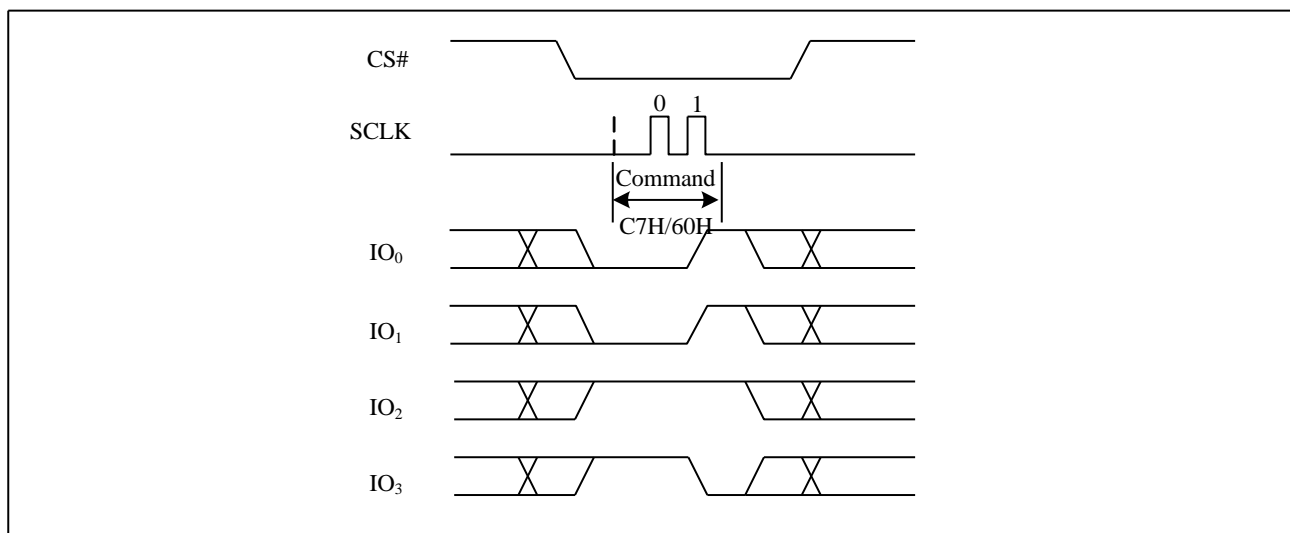 CS#
0 1
SCLK
Command
C7H/60H
IO0
IO1
IO2
IO3